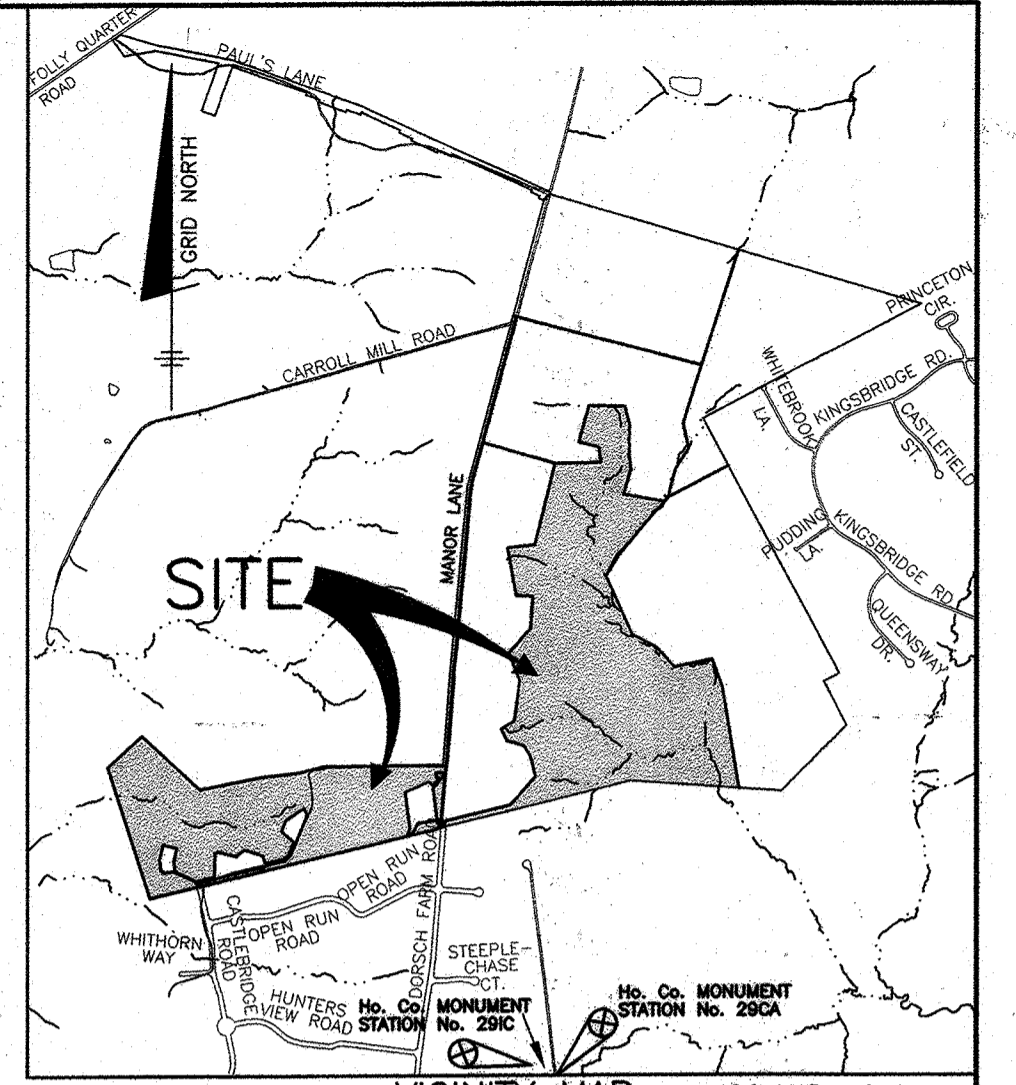 FOLLY QUARTER
ROAD
PAUL'S LANE
GRID NORTH
CARROLL MILL ROAD
PRINCETON
CIR.
WHITEBROOK
LA.
KINGSBRIDGE RD.
CASTLEFIELD
ST.
MANOR LANE
PUDDING
LA.
KINGSBRIDGE RD.
QUEENSWAY
DR.
SITE
OPEN RUN
ROAD
DORSCH FARM ROAD
CASTLEBRIDGE
ROAD
OPEN RUN
ROAD
WHITHORN
WAY
STEEPLE-
CHASE
CT.
HUNTERS
VIEW ROAD
Ho. Co. MONUMENT
STATION No. 29IC
Ho. Co. MONUMENT
STATION No. 29CA
VICINITY MAP